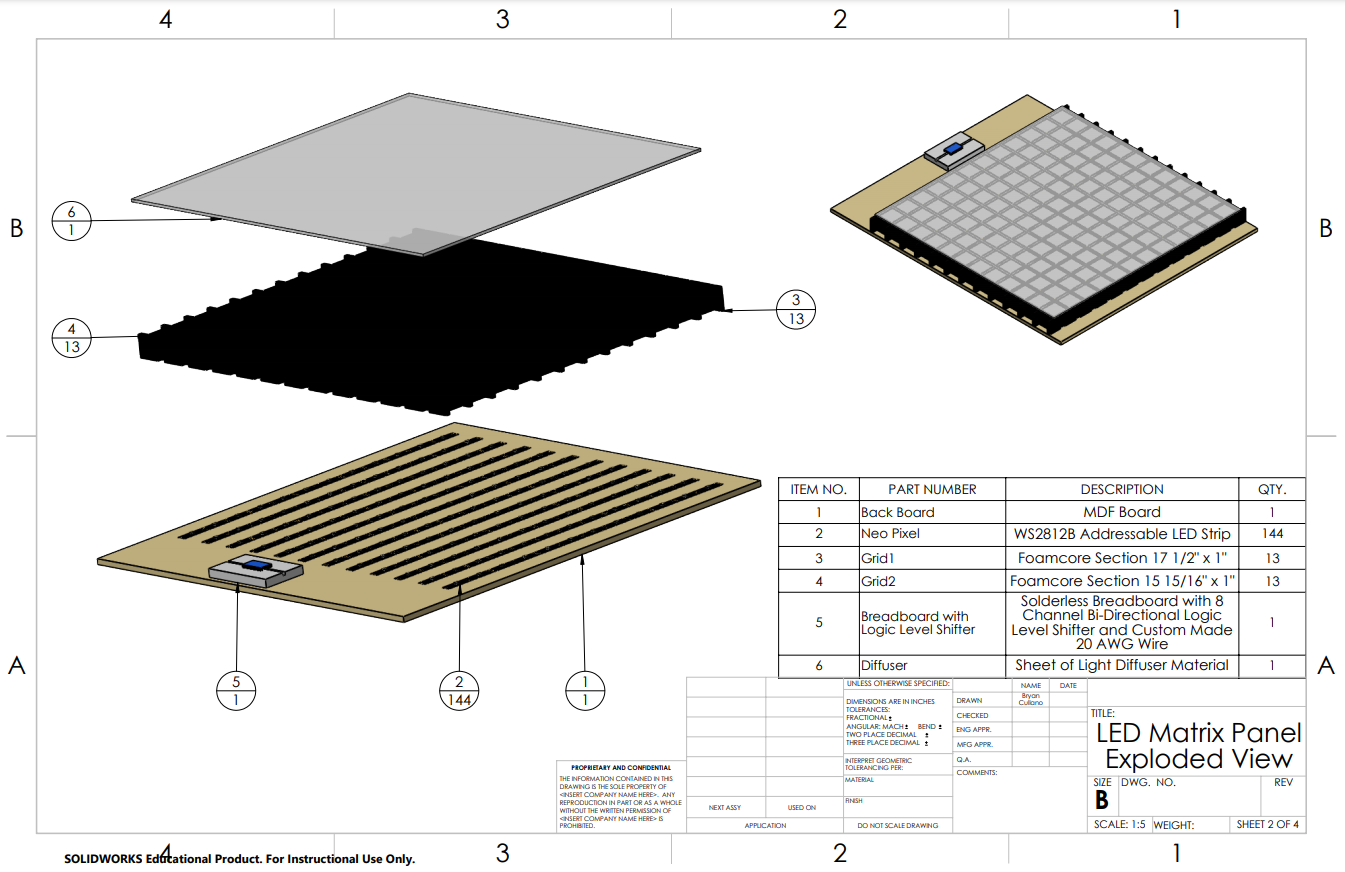 4 3 2 1
B B
6
1
4
13
3
13
5
1
2
144
1
1
ITEM NO. PART NUMBER DESCRIPTION QTY.
1 Back Board MDF Board 1
2 Neo Pixel WS2812B Addressable LED Strip 144
3 Grid1 Foamcore Section 17 1/2" x 1" 13
4 Grid2 Foamcore Section 15 15/16" x 1" 13
5 Breadboard with
Logic Level Shifter
Solderless Breadboard with 8
Channel Bi-Directional Logic
Level Shifter and Custom Made
20 AWG Wire
1
6 Diffuser Sheet of Light Diffuser Material 1
A A
PROPRIETARY AND CONFIDENTIAL
THE INFORMATION CONTAINED IN THIS
DRAWING IS THE SOLE PROPERTY OF
<INSERT COMPANY NAME HERE>. ANY
REPRODUCTION IN PART OR AS A WHOLE
WITHOUT THE WRITTEN PERMISSION OF
<INSERT COMPANY NAME HERE> IS
PROHIBITED.
NEXT ASSY USED ON
APPLICATION
UNLESS OTHERWISE SPECIFIED:
DIMENSIONS ARE IN INCHES
TOLERANCES:
FRACTIONAL ±
ANGULAR: MACH ± BEND ±
TWO PLACE DECIMAL ±
THREE PLACE DECIMAL ±
INTERPRET GEOMETRIC
TOLERANCING PER:
MATERIAL
FINISH
DO NOT SCALE DRAWING
NAME DATE
DRAWN Bryan
Culiano
CHECKED
ENG APPR.
MFG APPR.
Q.A.
COMMENTS:
TITLE:
LED Matrix Panel
Exploded View
SIZE DWG. NO. REV
B
SCALE: 1:5 WEIGHT: SHEET 2 OF 4
4 3 2 1
SOLIDWORKS Educational Product. For Instructional Use Only.